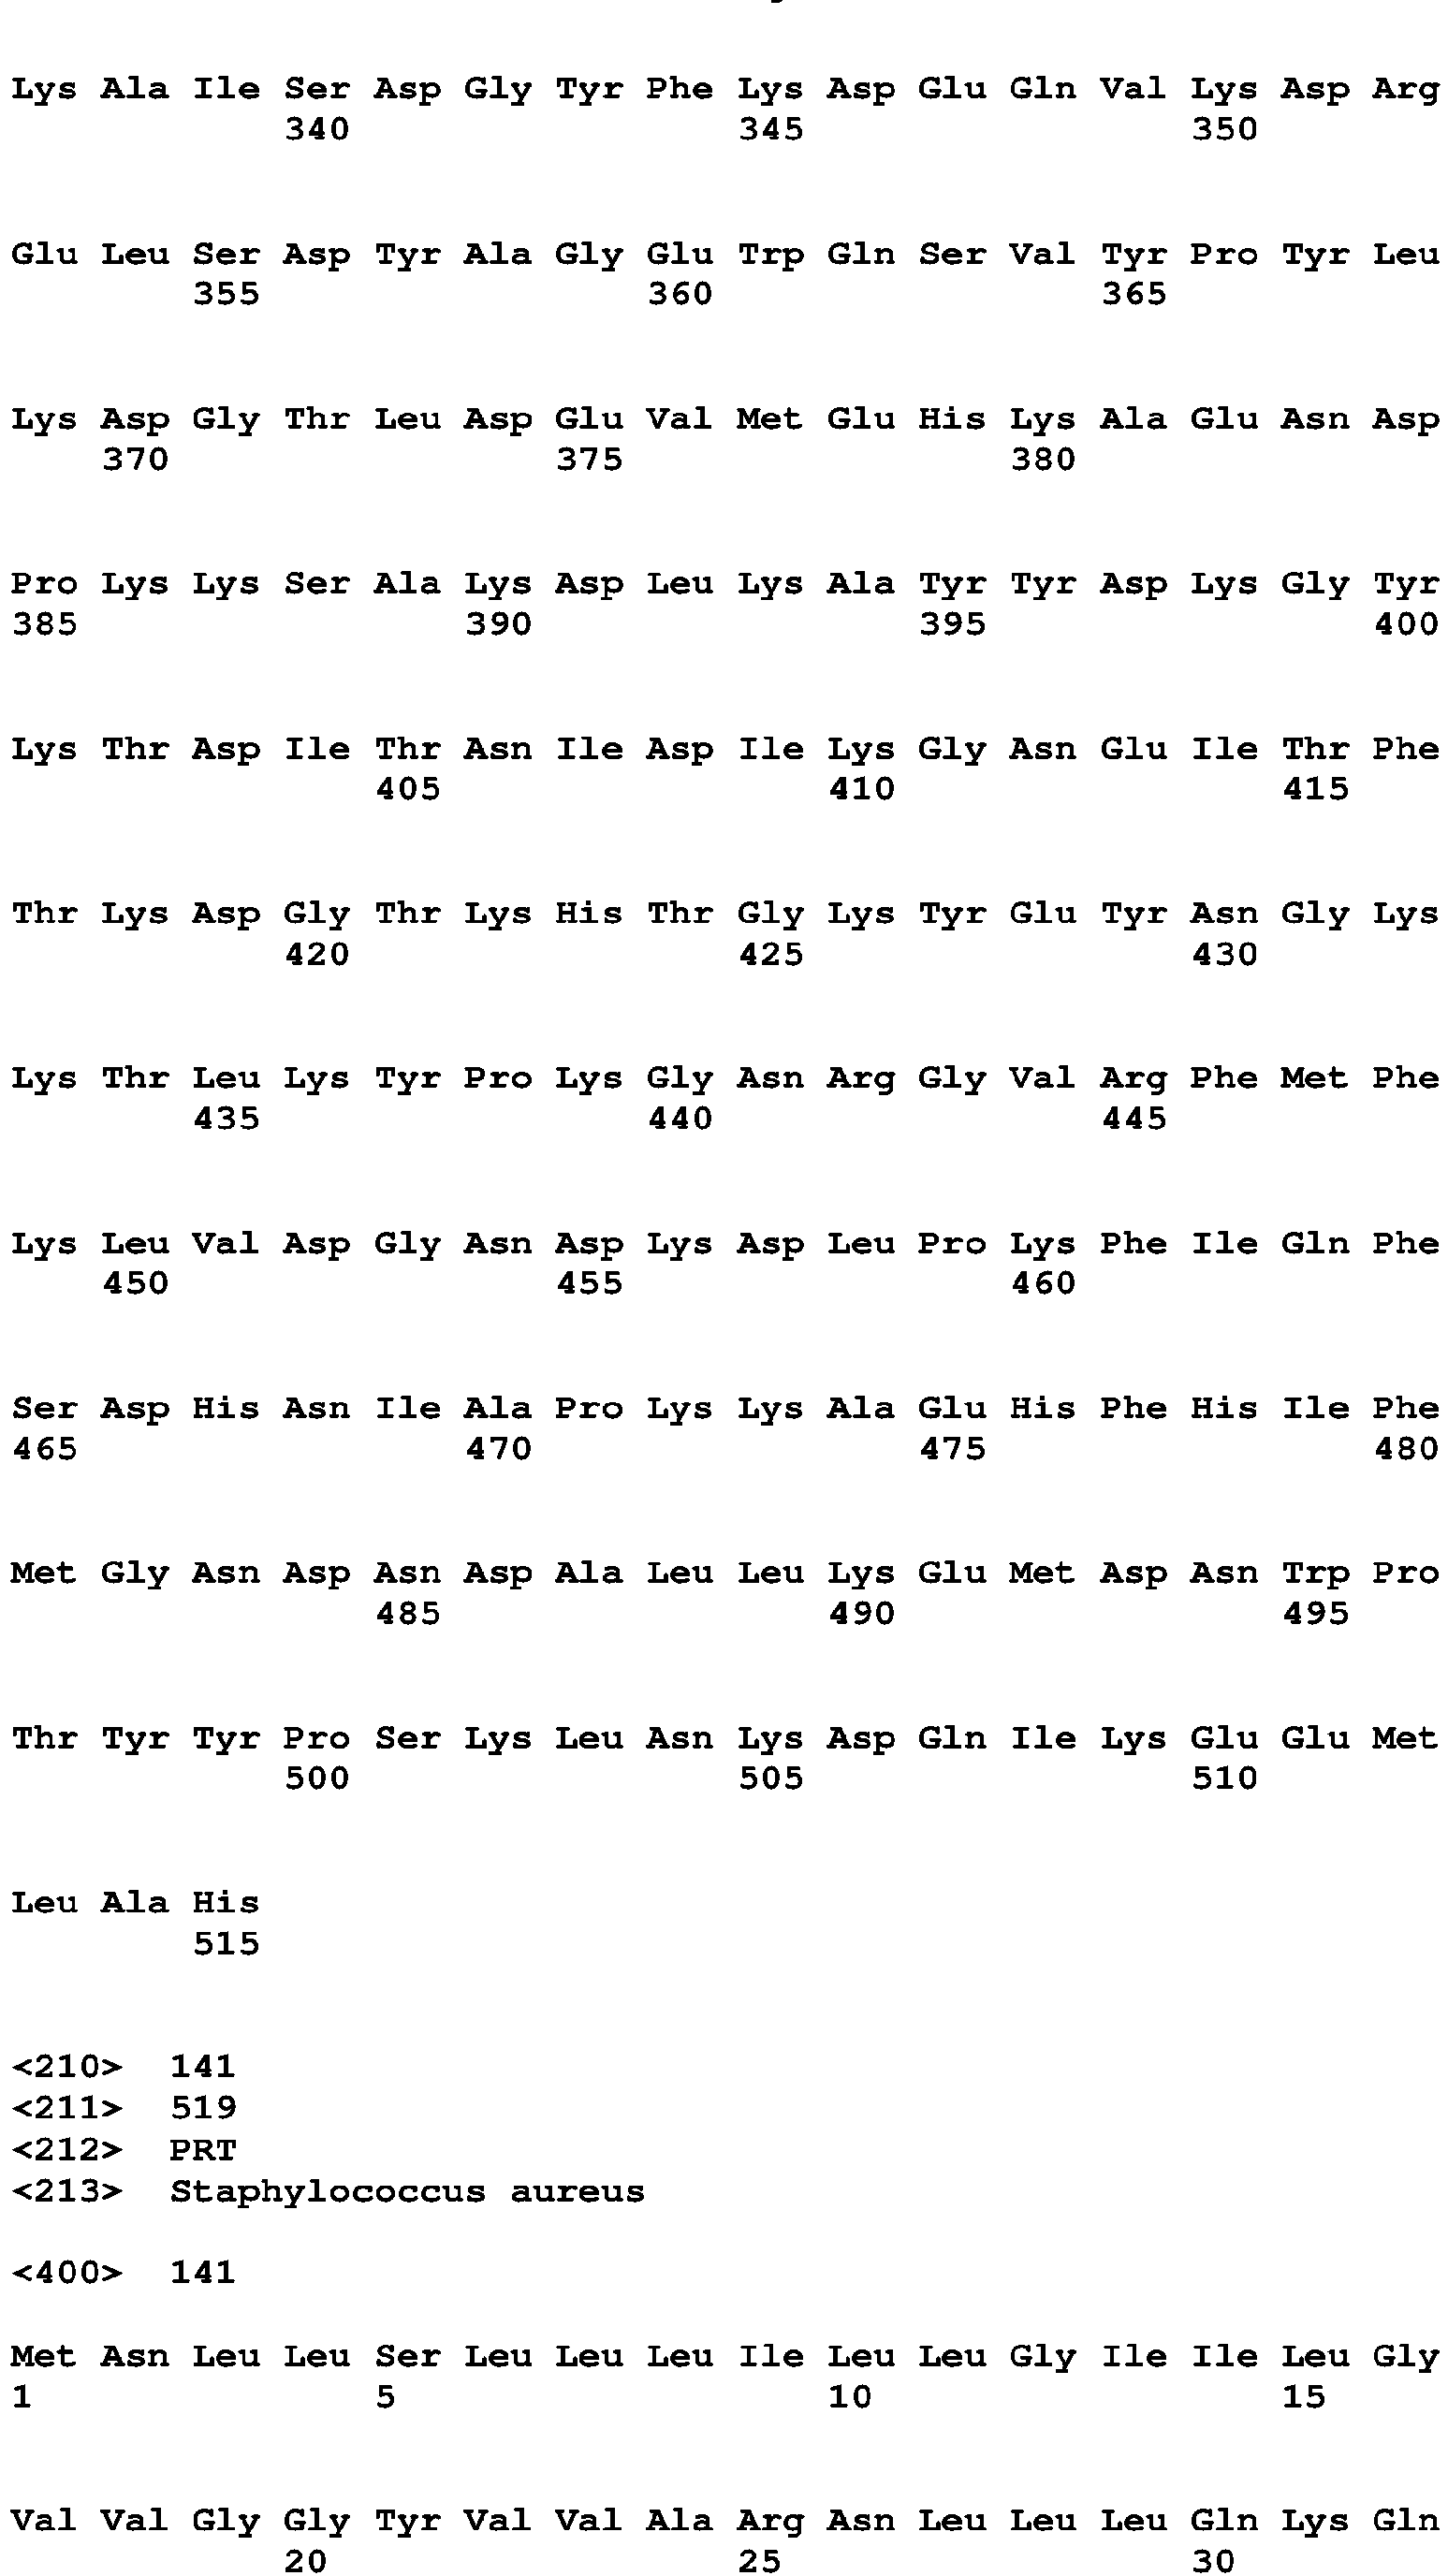 Lys Ala Ile Ser Asp Gly Tyr Phe Lys Asp Glu Gln Val Lys Asp Arg
340 345 350
Glu Leu Ser Asp Tyr Ala Gly Glu Trp Gln Ser Val Tyr Pro Tyr Leu
355 360 365
Lys Asp Gly Thr Leu Asp Glu Val Met Glu His Lys Ala Glu Asn Asp
370 375 380
Pro Lys Lys Ser Ala Lys Asp Leu Lys Ala Tyr Tyr Asp Lys Gly Tyr
385 390 395 400
Lys Thr Asp Ile Thr Asn Ile Asp Ile Lys Gly Asn Glu Ile Thr Phe
405 410 415
Thr Lys Asp Gly Thr Lys His Thr Gly Lys Tyr Glu Tyr Asn Gly Lys
420 425 430
Lys Thr Leu Lys Tyr Pro Lys Gly Asn Arg Gly Val Arg Phe Met Phe
435 440 445
Lys Leu Val Asp Gly Asn Asp Lys Asp Leu Pro Lys Phe Ile Gln Phe
450 455 460
Ser Asp His Asn Ile Ala Pro Lys Lys Ala Glu His Phe His Ile Phe
465 470 475 480
Met Gly Asn Asp Asn Asp Ala Leu Leu Lys Glu Met Asp Asn Trp Pro
485 490 495
Thr Tyr Tyr Pro Ser Lys Leu Asn Lys Asp Gln Ile Lys Glu Glu Met
500 505 510
Leu Ala His
515
<210> 141
<211> 519
<212> PRT
<213> Staphylococcus aureus
<400> 141
Met Asn Leu Leu Ser Leu Leu Leu Ile Leu Leu Gly Ile Ile Leu Gly
1 5 10 15
Val Val Gly Gly Tyr Val Val Ala Arg Asn Leu Leu Leu Gln Lys Gln
20 25 30